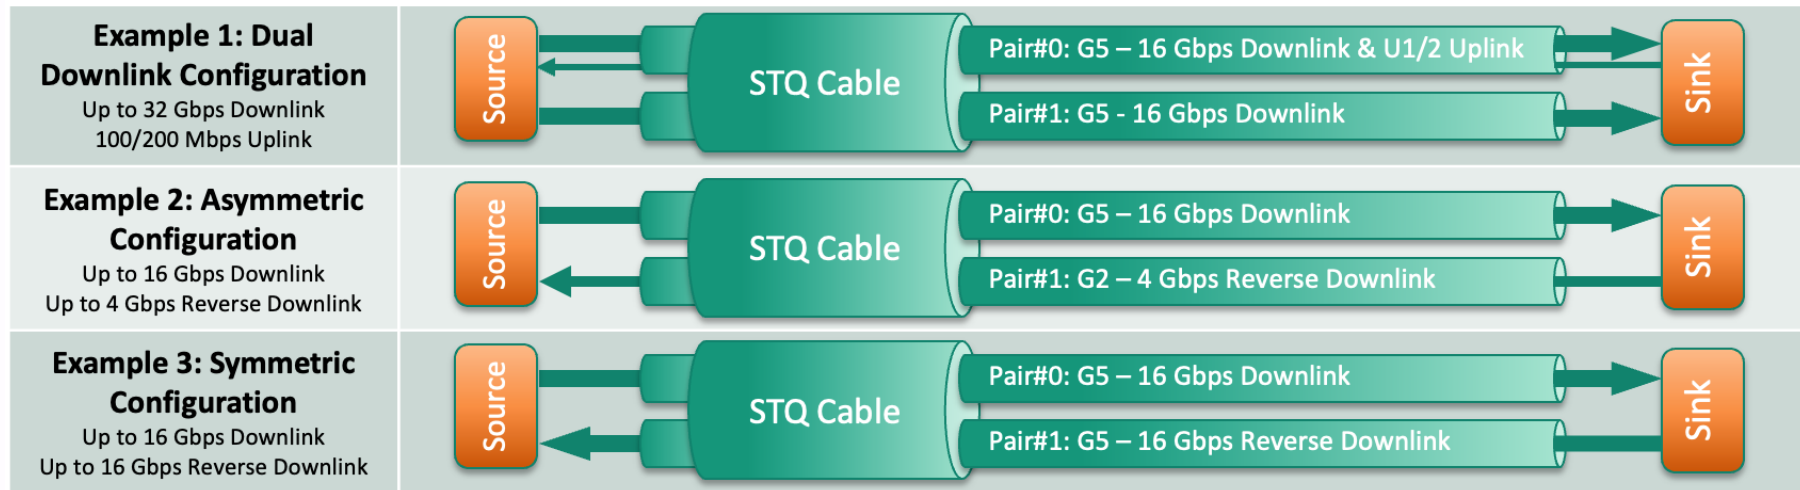 Example 1: Dual
Downlink Configuration
Up to 32 Gbps Downlink
100/200 Mbps Uplink
Source
STQ Cable
Pair#0: G5 – 16 Gbps Downlink & U1/2 Uplink
Pair#1: G5 - 16 Gbps Downlink
Sink
Example 2: Asymmetric
Configuration
Up to 16 Gbps Downlink
Up to 4 Gbps Reverse Downlink
Source
STQ Cable
Pair#0: G5 – 16 Gbps Downlink
Pair#1: G2 – 4 Gbps Reverse Downlink
Sink
Example 3: Symmetric
Configuration
Up to 16 Gbps Downlink
Up to 16 Gbps Reverse Downlink
Source
STQ Cable
Pair#0: G5 – 16 Gbps Downlink
Pair#1: G5 – 16 Gbps Reverse Downlink
Sink